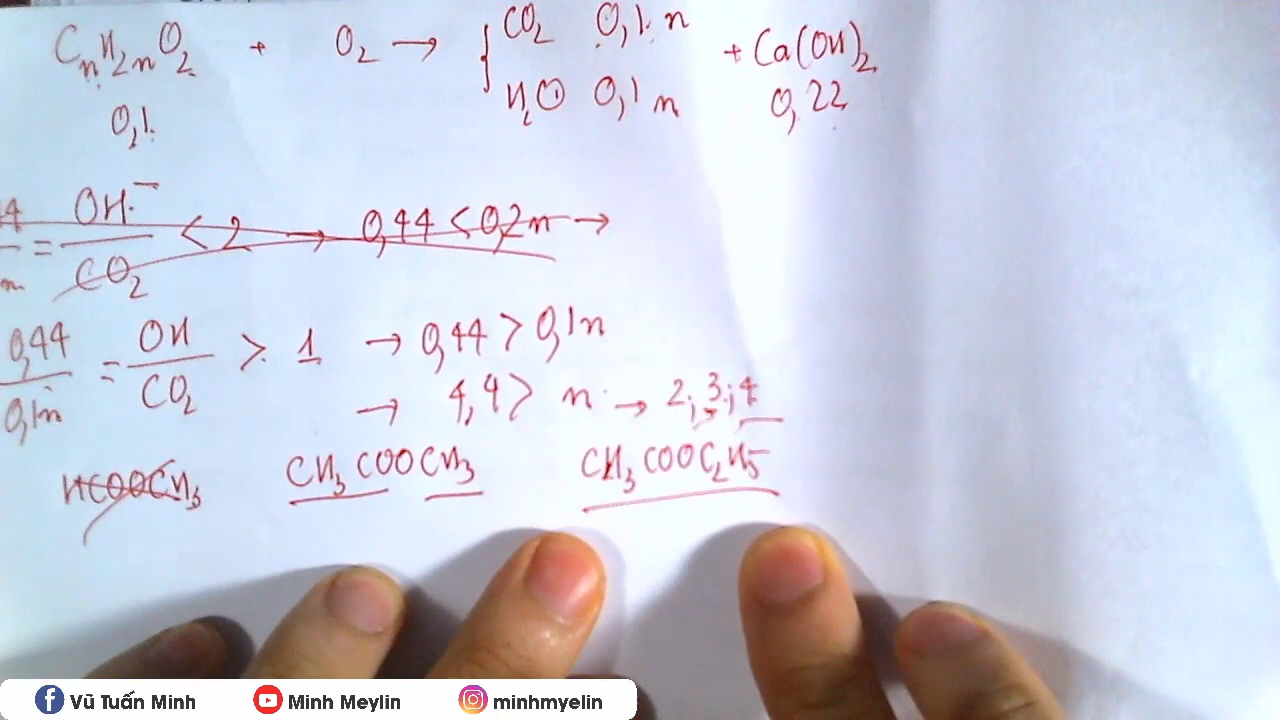 CₙH₂ₙO₂ + O₂ → { CO₂ 0,1n + Ca(OH)₂
H₂O 0,1n
0,1 0,22
OH⁻/CO₂ < 2 → 0,44 < 0,2n →
0,44/0,1n = OH/CO₂ > 1 → 0,44 > 0,1n
→ 4,4 > n → 2; 3; 4
HCOOCH₃ CH₃COOCH₃ CH₃COOC₂H₅
Vũ Tuấn Minh Minh Meylin minhmyelin